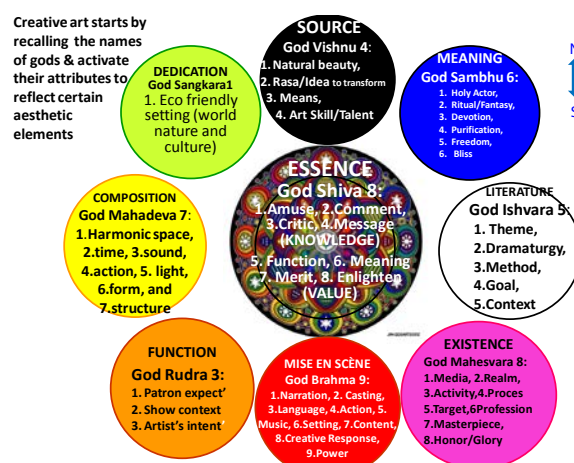 Creative art starts by
recalling the names
of gods & activate
their attributes to
reflect certain
aesthetic
elements
DEDICATION
God Sangkara1
1. Eco friendly
setting (world
nature and
culture)
SOURCE
God Vishnu 4:
1. Natural beauty,
2. Rasa/Idea to transform
3. Means,
4. Art Skill/Talent
MEANING
God Sambhu 6:
1. Holy Actor,
2. Ritual/Fantasy,
3. Devotion,
4. Purification,
5. Freedom,
6. Bliss
N
S
COMPOSITION
God Mahadeva 7:
1.Harmonic space,
2.time, 3.sound,
4.action, 5. light,
6.form, and
7.structure
ESSENCE
God Shiva 8:
1.Amuse, 2.Comment,
3.Critic, 4.Message
(KNOWLEDGE)
5. Function, 6. Meaning
7. Merit, 8. Enlighten
(VALUE)
LITERATURE
God Ishvara 5:
1. Theme,
2.Dramaturgy,
3.Method,
4.Goal,
5.Context
FUNCTION
God Rudra 3:
1. Patron expect’
2. Show context
3. Artist’s intent’
MISE EN SCÈNE
God Brahma 9:
1.Narration, 2. Casting,
3.Language, 4.Action, 5.
Music, 6.Setting, 7.Content,
8.Creative Response,
9.Power
EXISTENCE
God Mahesvara 8:
1.Media, 2.Realm,
3.Activity,4.Proces
5.Target,6Profession
7.Masterpiece,
8.Honor/Glory